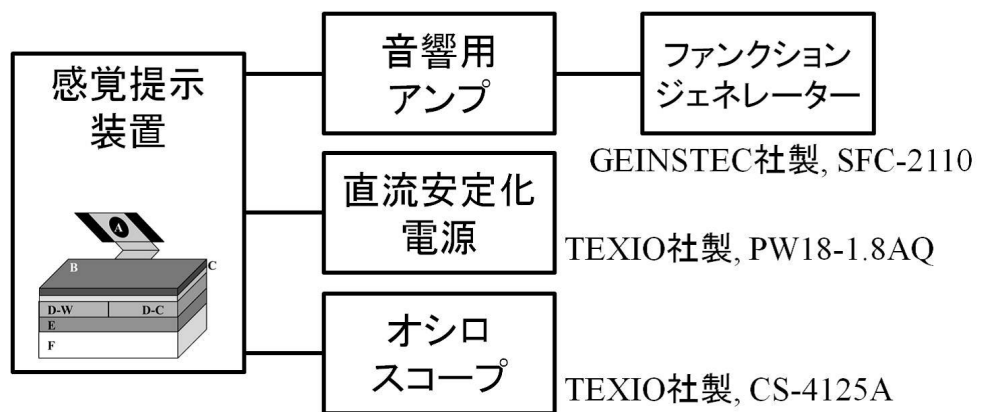 感覚提示
装置
A
B
C
D-W
D-C
E
F
音響用
アンプ
ファンクション
ジェネレーター
GEINSTEC社製, SFC-2110
直流安定化
電源
TEXIO社製, PW18-1.8AQ
オシロ
スコープ
TEXIO社製, CS-4125A